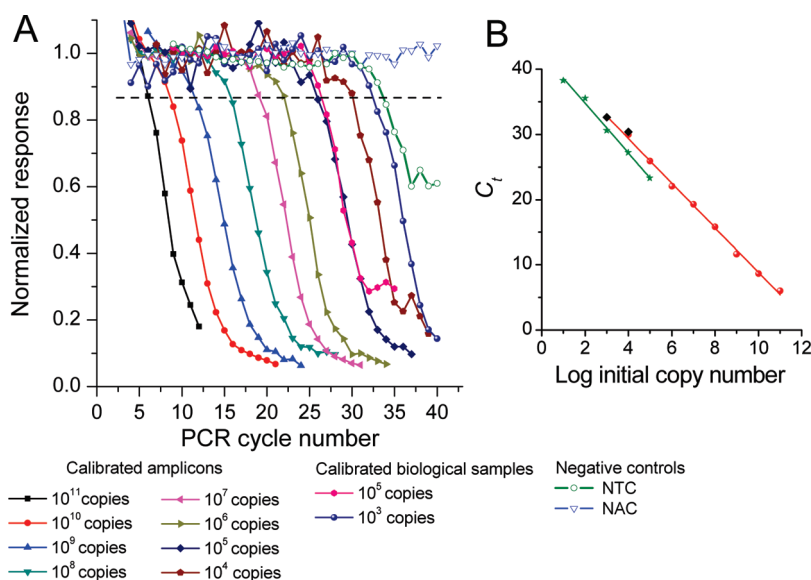 A
B
Normalized response
1.0
0.8
0.6
0.4
0.2
0.0
0 5 10 15 20 25 30 35 40
PCR cycle number
Cₜ
40
30
20
10
0
0 2 4 6 8 10 12
Log initial copy number
Calibrated amplicons
10¹¹ copies
10¹⁰ copies
10⁹ copies
10⁸ copies
10⁷ copies
10⁶ copies
10⁵ copies
10⁴ copies
Calibrated biological samples
10⁵ copies
10³ copies
Negative controls
NTC
NAC